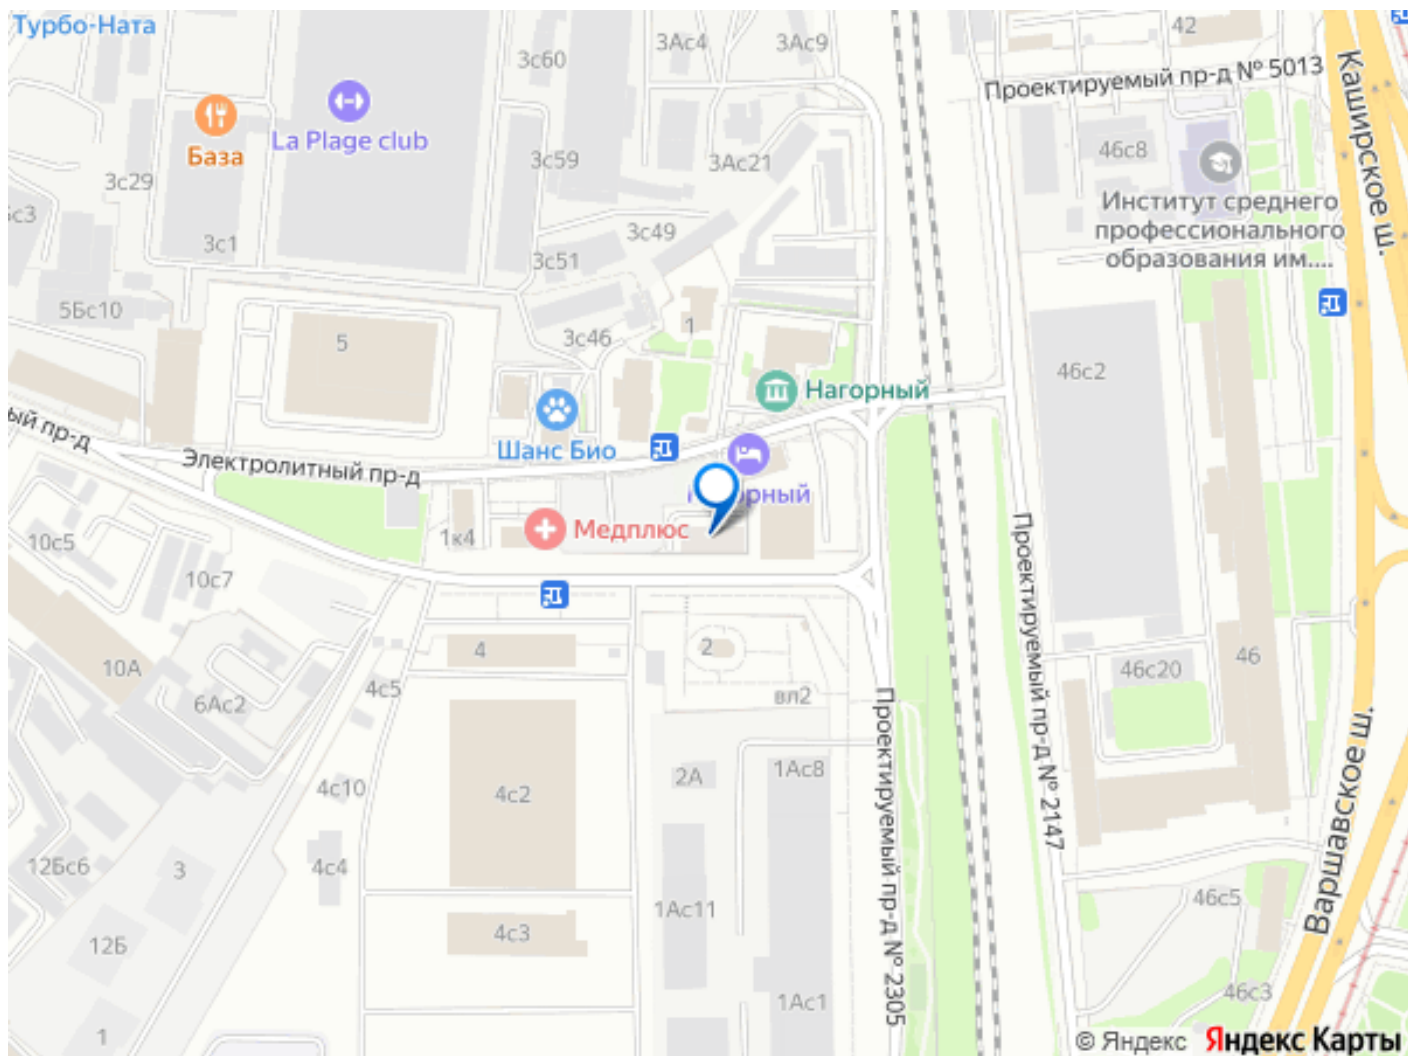 Турбо-Ната
3с60
3Ас4
3Ас9
42
Проектируемый пр-д № 5013
Каширское ш.
База
La Plage club
3с29
3с59
3Ас21
46с8
Институт среднего
профессионального
образования им....
3с1
3с49
3с51
5Бс10
5
3с46
1
46с2
Нагорный
Шанс Био
Электролитный пр-д
пр-д
Медплюс
1к4
10с5
10с7
Проектируемый пр-д № 2147
4
2
10А
4с5
6Ас2
вл2
46с20
46
Проектируемый пр-д № 2305
Варшавское ш.
4с10
4с2
2А
1Ас8
12Бс6
3
4с4
1Ас11
46с5
12Б
4с3
1Ас1
46с3
1
© Яндекс Яндекс Карты